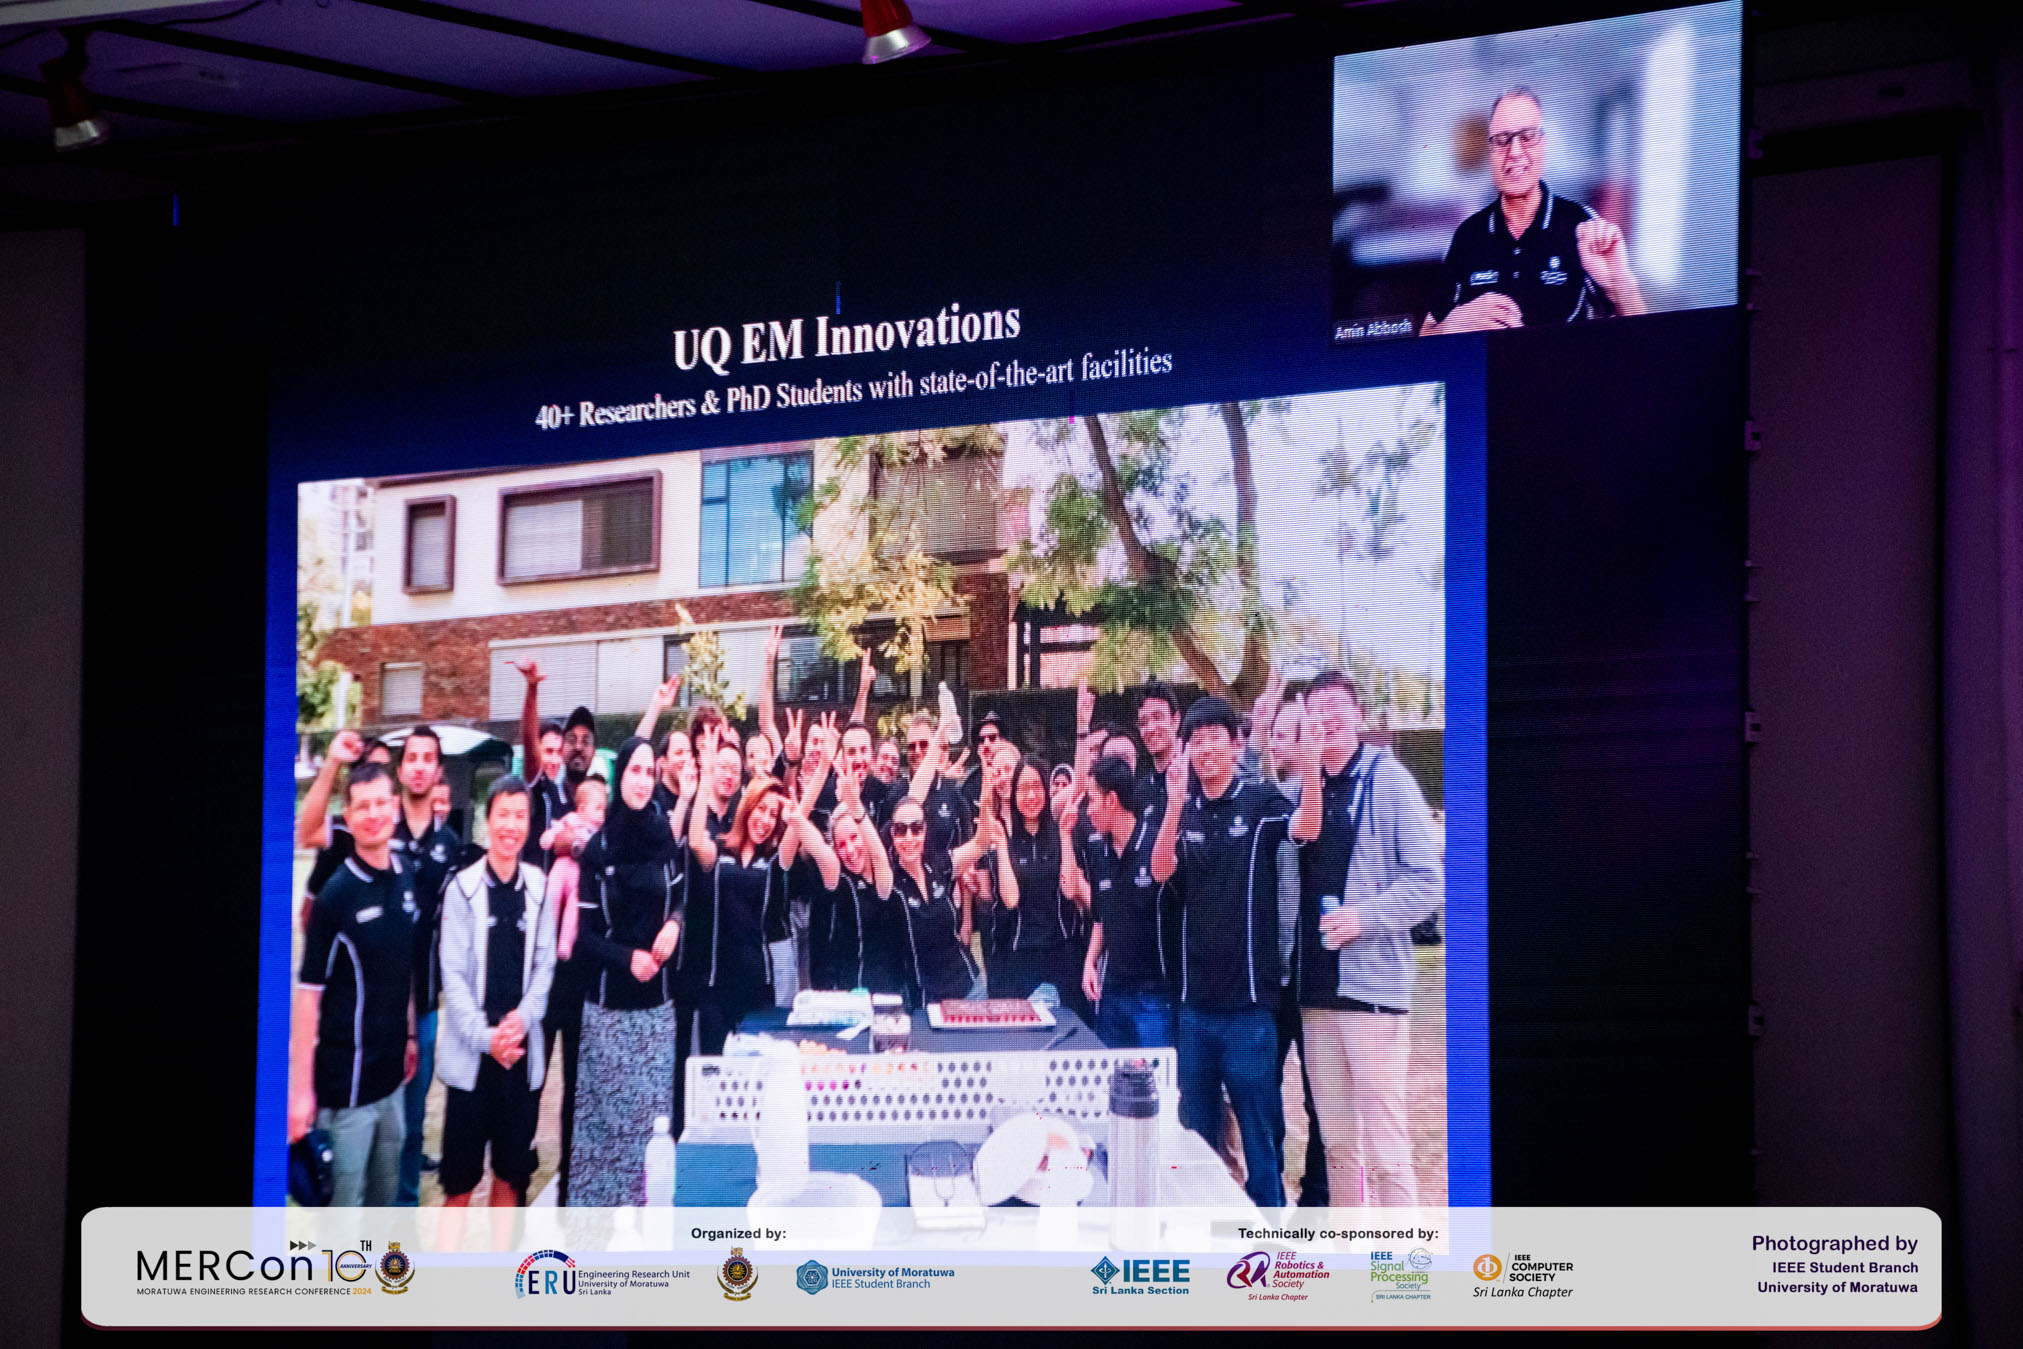 Amin Abbosh
UQ EM Innovations
40+ Researchers & PhD Students with state-of-the-art facilities
MERCon 10TH
ANNIVERSARY
MORATUWA ENGINEERING RESEARCH CONFERENCE 2024
Organized by:
ERU
Engineering Research Unit
University of Moratuwa
Sri Lanka
University of Moratuwa
IEEE Student Branch
Technically co-sponsored by:
IEEE
Sri Lanka Section
IEEE
Robotics &
Automation
Society
Sri Lanka Chapter
IEEE
Signal
Processing
Society
SRI LANKA CHAPTER
IEEE
COMPUTER
SOCIETY
Sri Lanka Chapter
Photographed by
IEEE Student Branch
University of Moratuwa